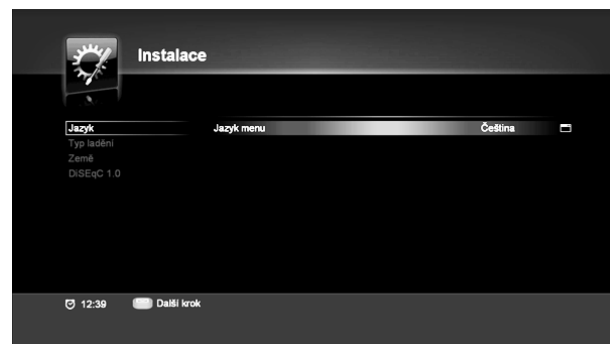 Instalace
Jazyk
Jazyk menu
Čeština
Typ ladění
Země
DiSEqC 1.0
12:39
Další krok